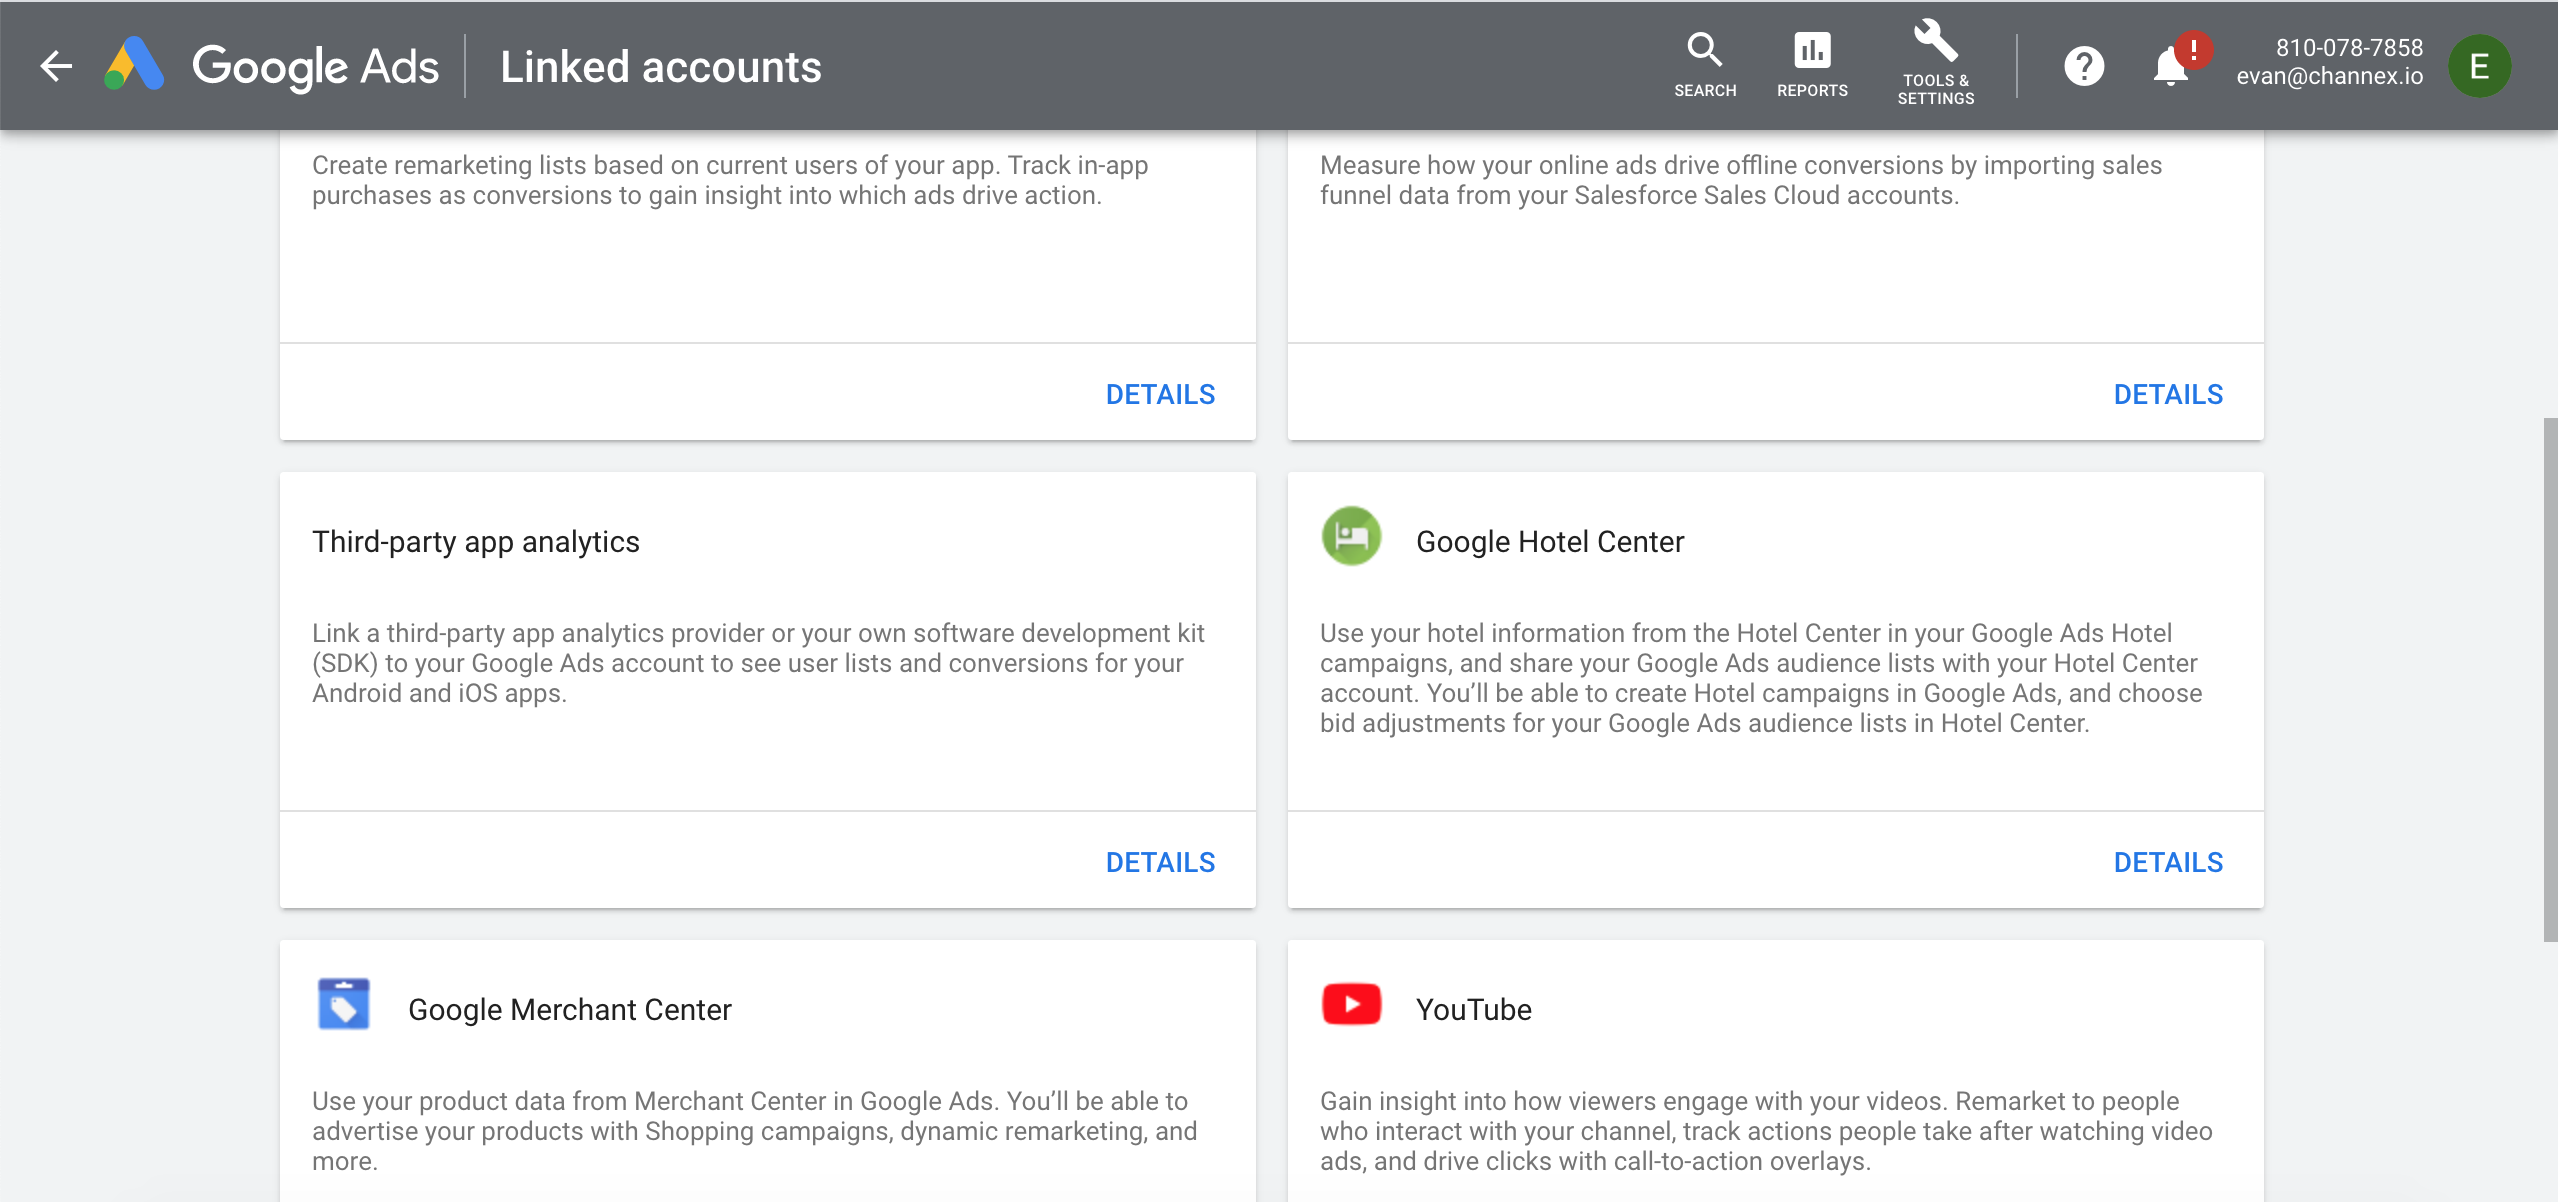 Google Ads
Linked accounts
SEARCH
REPORTS
TOOLS &
SETTINGS
?
!
810-078-7858
evan@channex.io
E
Create remarketing lists based on current users of your app. Track in-app
purchases as conversions to gain insight into which ads drive action.
DETAILS
Measure how your online ads drive offline conversions by importing sales
funnel data from your Salesforce Sales Cloud accounts.
DETAILS
Third-party app analytics
Link a third-party app analytics provider or your own software development kit
(SDK) to your Google Ads account to see user lists and conversions for your
Android and iOS apps.
DETAILS
Google Hotel Center
Use your hotel information from the Hotel Center in your Google Ads Hotel
campaigns, and share your Google Ads audience lists with your Hotel Center
account. You’ll be able to create Hotel campaigns in Google Ads, and choose
bid adjustments for your Google Ads audience lists in Hotel Center.
DETAILS
Google Merchant Center
Use your product data from Merchant Center in Google Ads. You’ll be able to
advertise your products with Shopping campaigns, dynamic remarketing, and
more.
YouTube
Gain insight into how viewers engage with your videos. Remarket to people
who interact with your channel, track actions people take after watching video
ads, and drive clicks with call-to-action overlays.